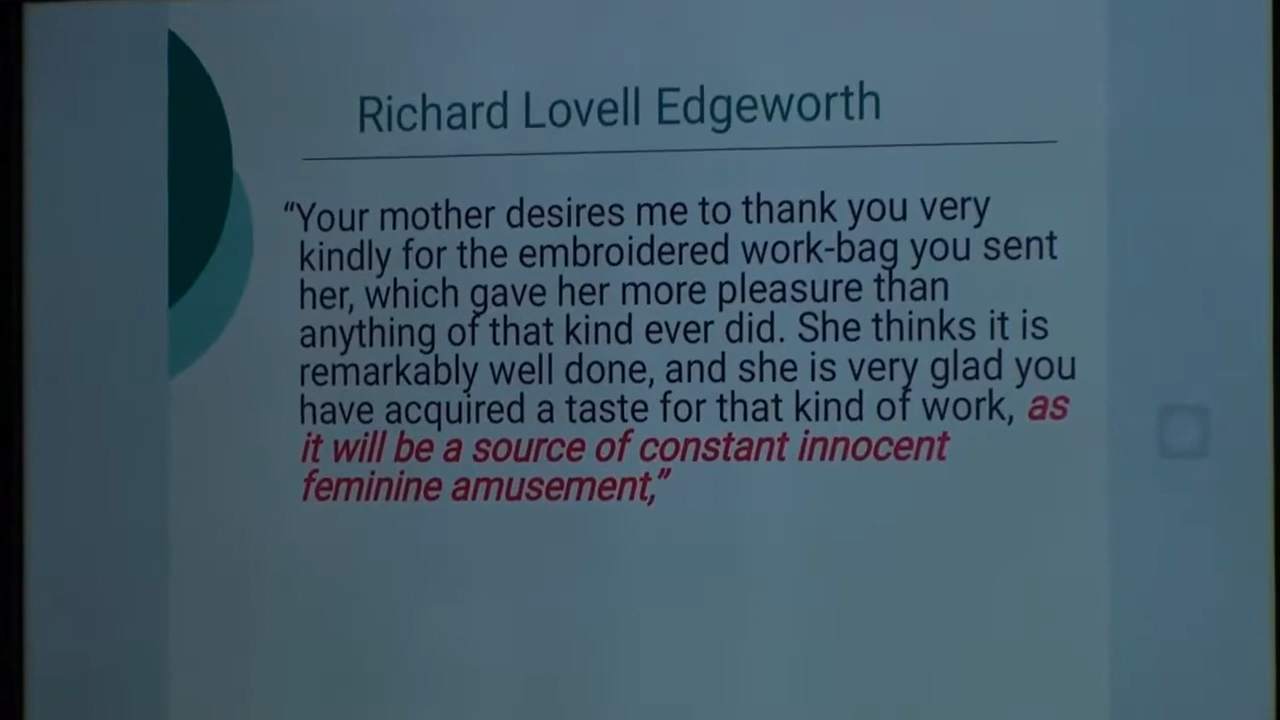 Richard Lovell Edgeworth
“Your mother desires me to thank you very
kindly for the embroidered work-bag you sent
her, which gave her more pleasure than
anything of that kind ever did. She thinks it is
remarkably well done, and she is very glad you
have acquired a taste for that kind of work, as
it will be a source of constant innocent
feminine amusement,”